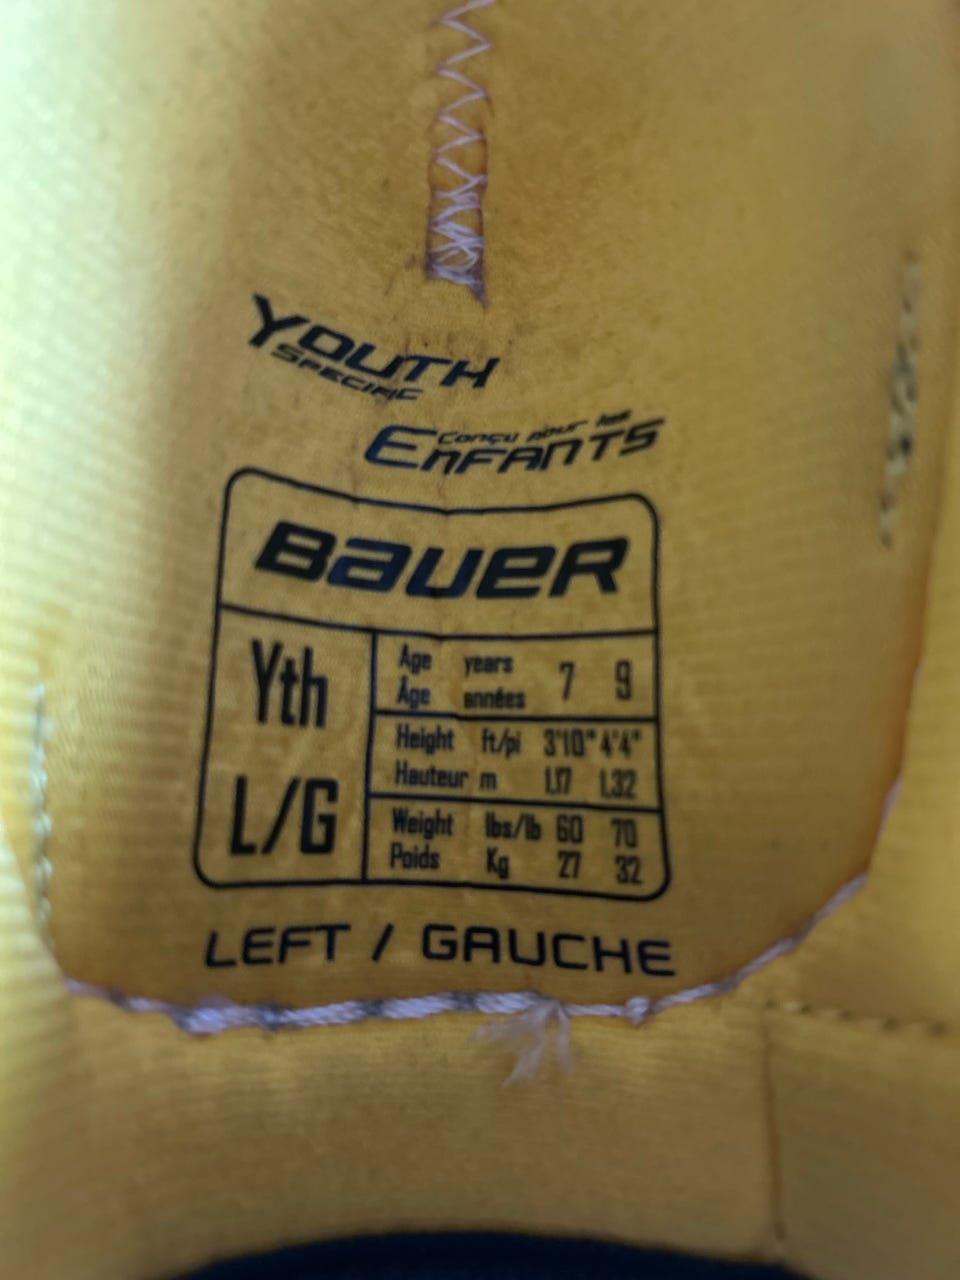 YOUTH
SPECIFIC
Conçu pour les
ENFANTS
BAUER
Yth
L/G
Age years 7 9
Âge années
Height ft/pi 3'10" 4'4"
Hauteur m 1,17 1,32
Weight lbs/lb 60 70
Poids Kg 27 32
LEFT / GAUCHE